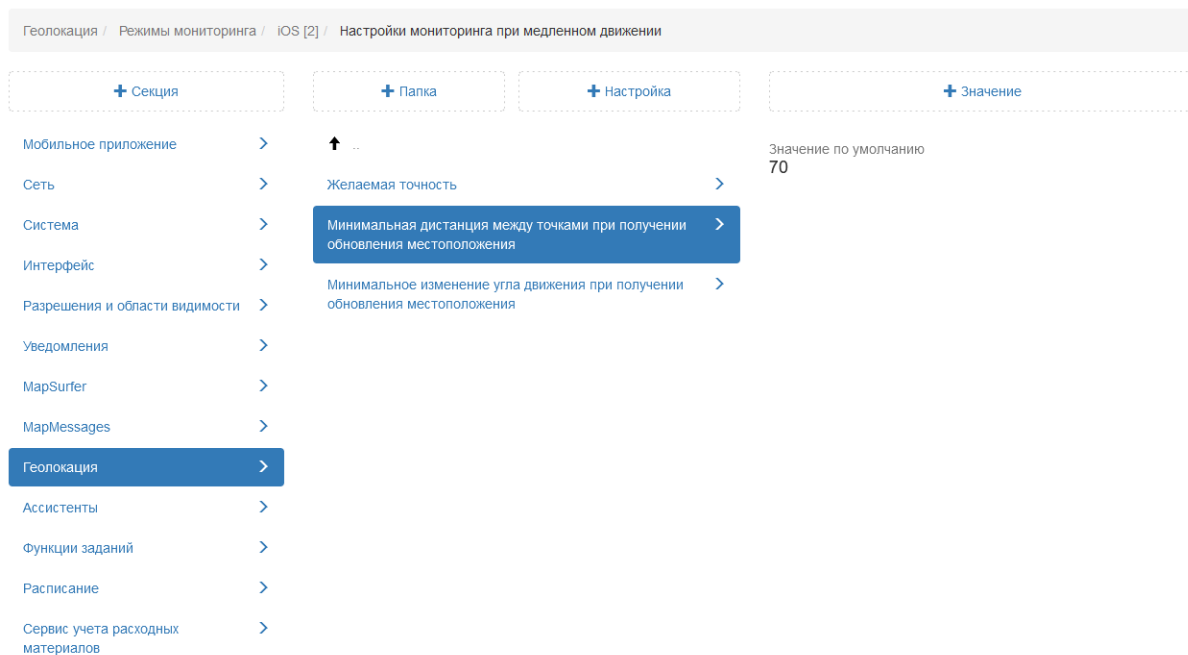 Геолокация / Режимы мониторинга / iOS [2] / Настройки мониторинга при медленном движении
+ Секция
+ Папка
+ Настройка
+ Значение
Мобильное приложение
Сеть
Система
Интерфейс
Разрешения и области видимости
Уведомления
MapSurfer
MapMessages
Геолокация
Ассистенты
Функции заданий
Расписание
Сервис учета расходных
материалов
..
Желаемая точность
Минимальная дистанция между точками при получении
обновления местоположения
Минимальное изменение угла движения при получении
обновления местоположения
Значение по умолчанию
70